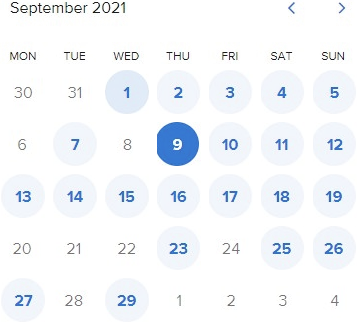 September 2021
MON TUE WED THU FRI SAT SUN
30 31 1 2 3 4 5
6 7 8 9 10 11 12
13 14 15 16 17 18 19
20 21 22 23 24 25 26
27 28 29 1 2 3 4